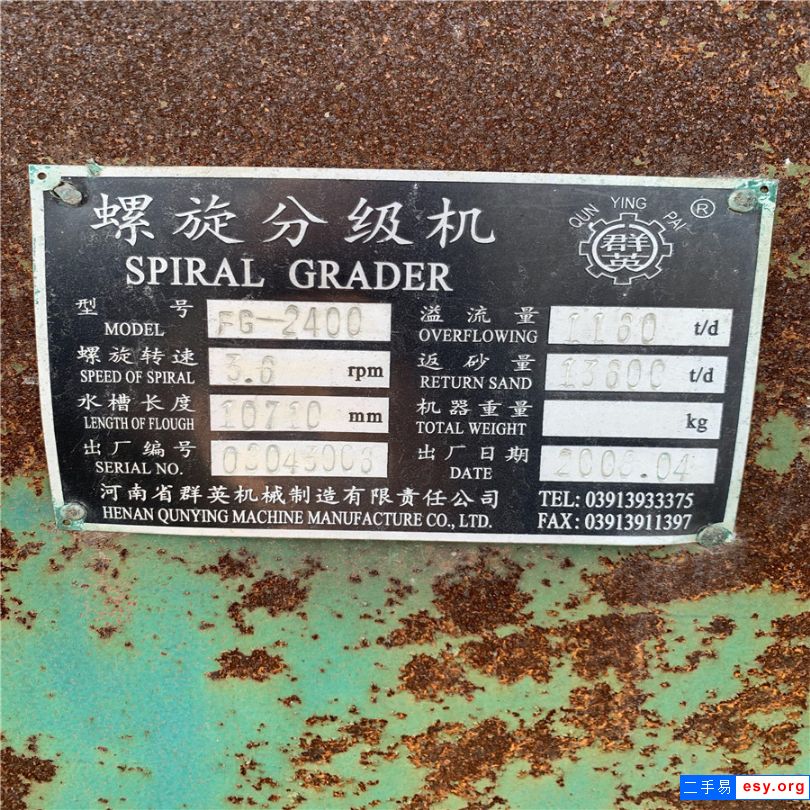 螺旋分级机
SPIRAL GRADER
QUN YING PAI ®
群英
型号 MODEL FG-2400
溢流量 OVERFLOWING 1160 t/d
螺旋转速 SPEED OF SPIRAL 3.6 rpm
返砂量 RETURN SAND 13600 t/d
水槽长度 LENGTH OF FLOUGH 10710 mm
机器重量 TOTAL WEIGHT kg
出厂编号 SERIAL NO.
出厂日期 DATE
河南省群英机械制造有限责任公司
HENAN QUNYING MACHINE MANUFACTURE CO., LTD.
TEL: 03913933375
FAX: 03913911397
二手易 esy.org